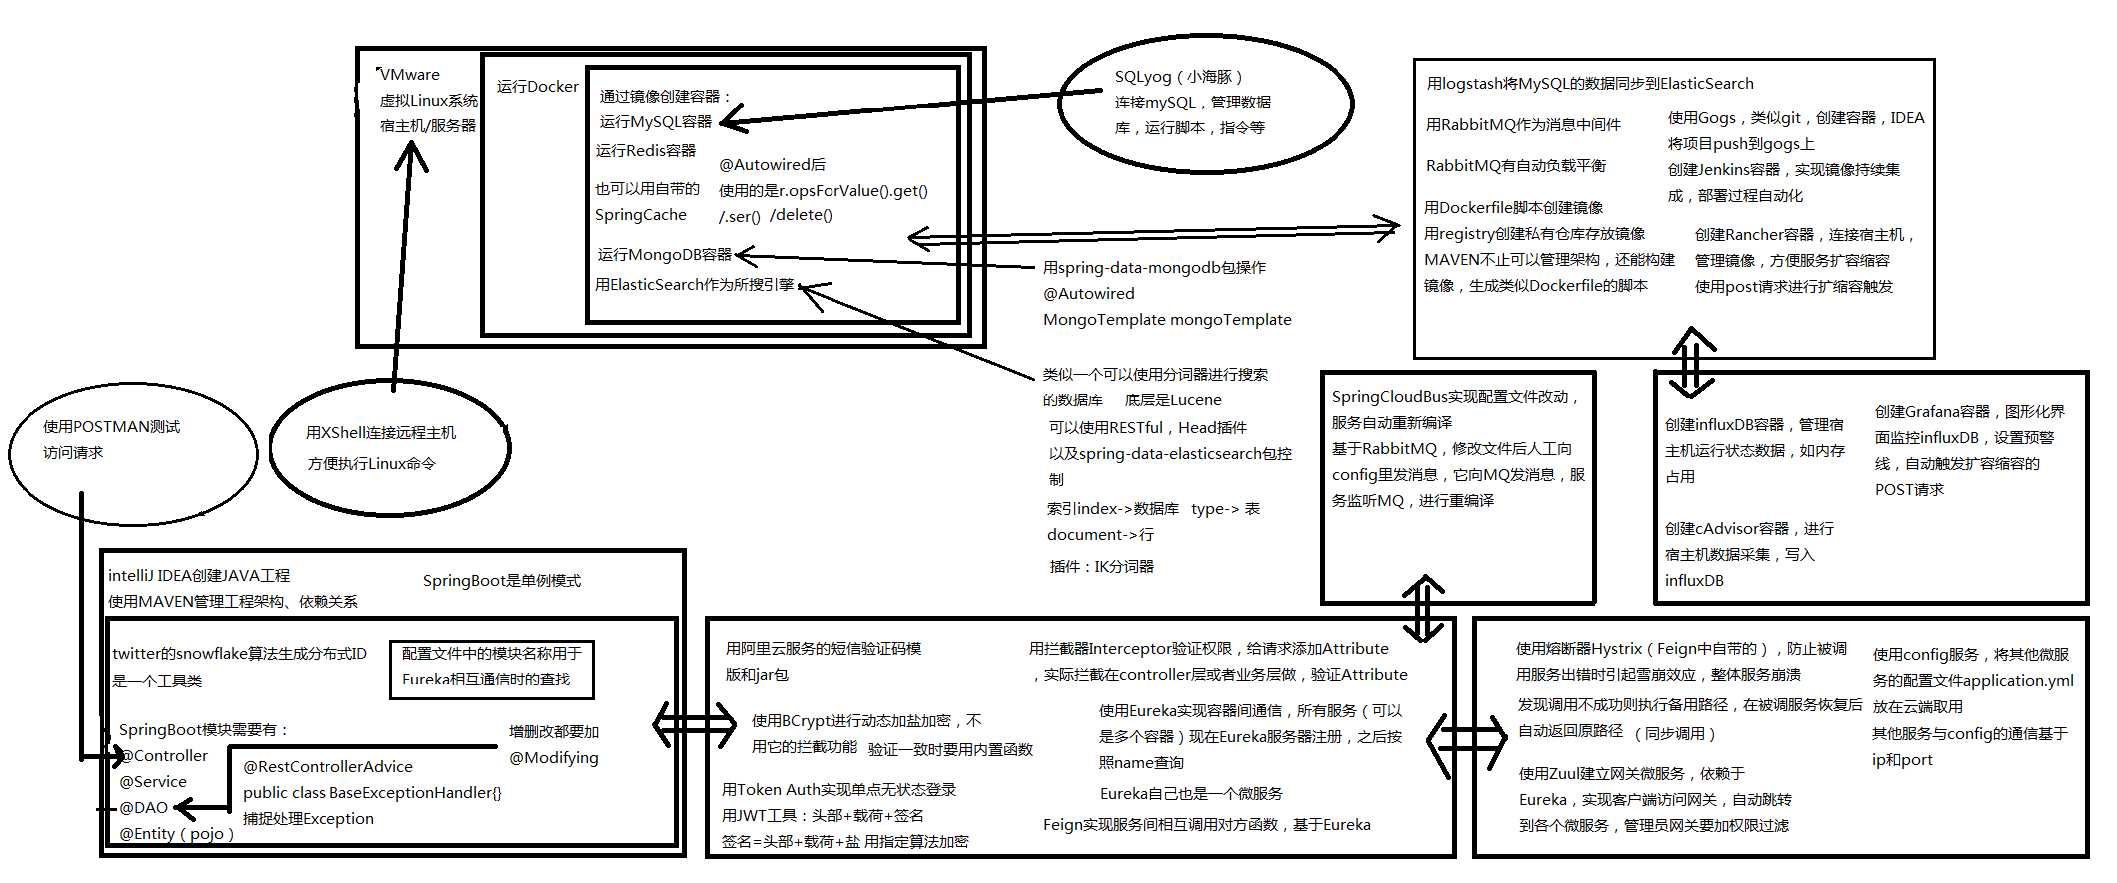 VMware
虚拟Linux系统
宿主机/服务器
运行Docker
通过镜像创建容器：
运行MySQL容器
运行Redis容器
也可以用自带的
SpringCache
@Autowired后
使用的是r.opsForValue().get()
/.ser() /delete()
运行MongoDB容器
用ElasticSearch作为所搜引擎
SQLyog（小海豚）
连接mySQL，管理数据
库，运行脚本，指令等
用spring-data-mongodb包操作
@Autowired
MongoTemplate mongoTemplate
类似一个可以使用分词器进行搜索
的数据库 底层是Lucene
可以使用RESTful，Head插件
以及spring-data-elasticsearch包控
制
索引index->数据库 type-> 表
document->行
插件：IK分词器
用logstash将MySQL的数据同步到ElasticSearch
用RabbitMQ作为消息中间件
RabbitMQ有自动负载平衡
用Dockerfile脚本创建镜像
用registry创建私有仓库存放镜像
MAVEN不止可以管理架构，还能构建
镜像，生成类似Dockerfile的脚本
使用Gogs，类似git，创建容器，IDEA
将项目push到gogs上
创建Jenkins容器，实现镜像持续集
成，部署过程自动化
创建Rancher容器，连接宿主机，
管理镜像，方便服务扩容缩容
使用post请求进行扩缩容触发
使用POSTMAN测试
访问请求
用XShell连接远程主机
方便执行Linux命令
SpringCloudBus实现配置文件改动，
服务自动重新编译
基于RabbitMQ，修改文件后人工向
config里发消息，它向MQ发消息，服
务监听MQ，进行重编译
创建influxDB容器，管理宿
主机运行状态数据，如内存
占用
创建cAdvisor容器，进行
宿主机数据采集，写入
influxDB
创建Grafana容器，图形化界
面监控influxDB，设置预警
线，自动触发扩容缩容的
POST请求
intelliJ IDEA创建JAVA工程
使用MAVEN管理工程架构、依赖关系
SpringBoot是单例模式
twitter的snowflake算法生成分布式ID
是一个工具类
配置文件中的模块名称用于
Eureka相互通信时的查找
SpringBoot模块需要有：
@Controller
@Service
@DAO
@Entity（pojo）
增删改都要加
@Modifying
@RestControllerAdvice
public class BaseExceptionHandler{}
捕捉处理Exception
用阿里云服务的短信验证码模
版和jar包
使用BCrypt进行动态加盐加密，不
用它的拦截功能 验证一致时要用内置函数
用Token Auth实现单点无状态登录
用JWT工具：头部+载荷+签名
签名=头部+载荷+盐 用指定算法加密
用拦截器Interceptor验证权限，给请求添加Attribute
，实际拦截在controller层或者业务层做，验证Attribute
使用Eureka实现容器间通信，所有服务（可以
是多个容器）现在Eureka服务器注册，之后按
照name查询
Eureka自己也是一个微服务
Feign实现服务间相互调用对方函数，基于Eureka
使用熔断器Hystrix（Feign中自带的），防止被调
用服务出错时引起雪崩效应，整体服务崩溃
发现调用不成功则执行备用路径，在被调服务恢复后
自动返回原路径 （同步调用）
使用Zuul建立网关微服务，依赖于
Eureka，实现客户端访问网关，自动跳转
到各个微服务，管理员网关要加权限过滤
使用config服务，将其他微服
务的配置文件application.yml
放在云端取用
其他服务与config的通信基于
ip和port